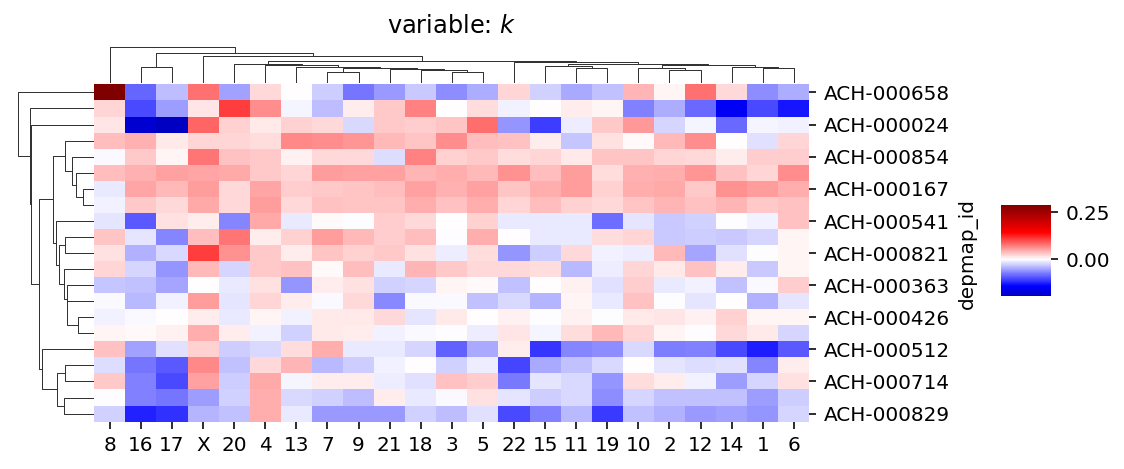 variable: k
ACH-000658
ACH-000024
ACH-000854
ACH-000167
ACH-000541
ACH-000821
ACH-000363
ACH-000426
ACH-000512
ACH-000714
ACH-000829
depmap_id
0.25
0.00
8 16 17 X 20 4 13 7 9 21 18 3 5 22 15 11 19 10 2 12 14 1 6